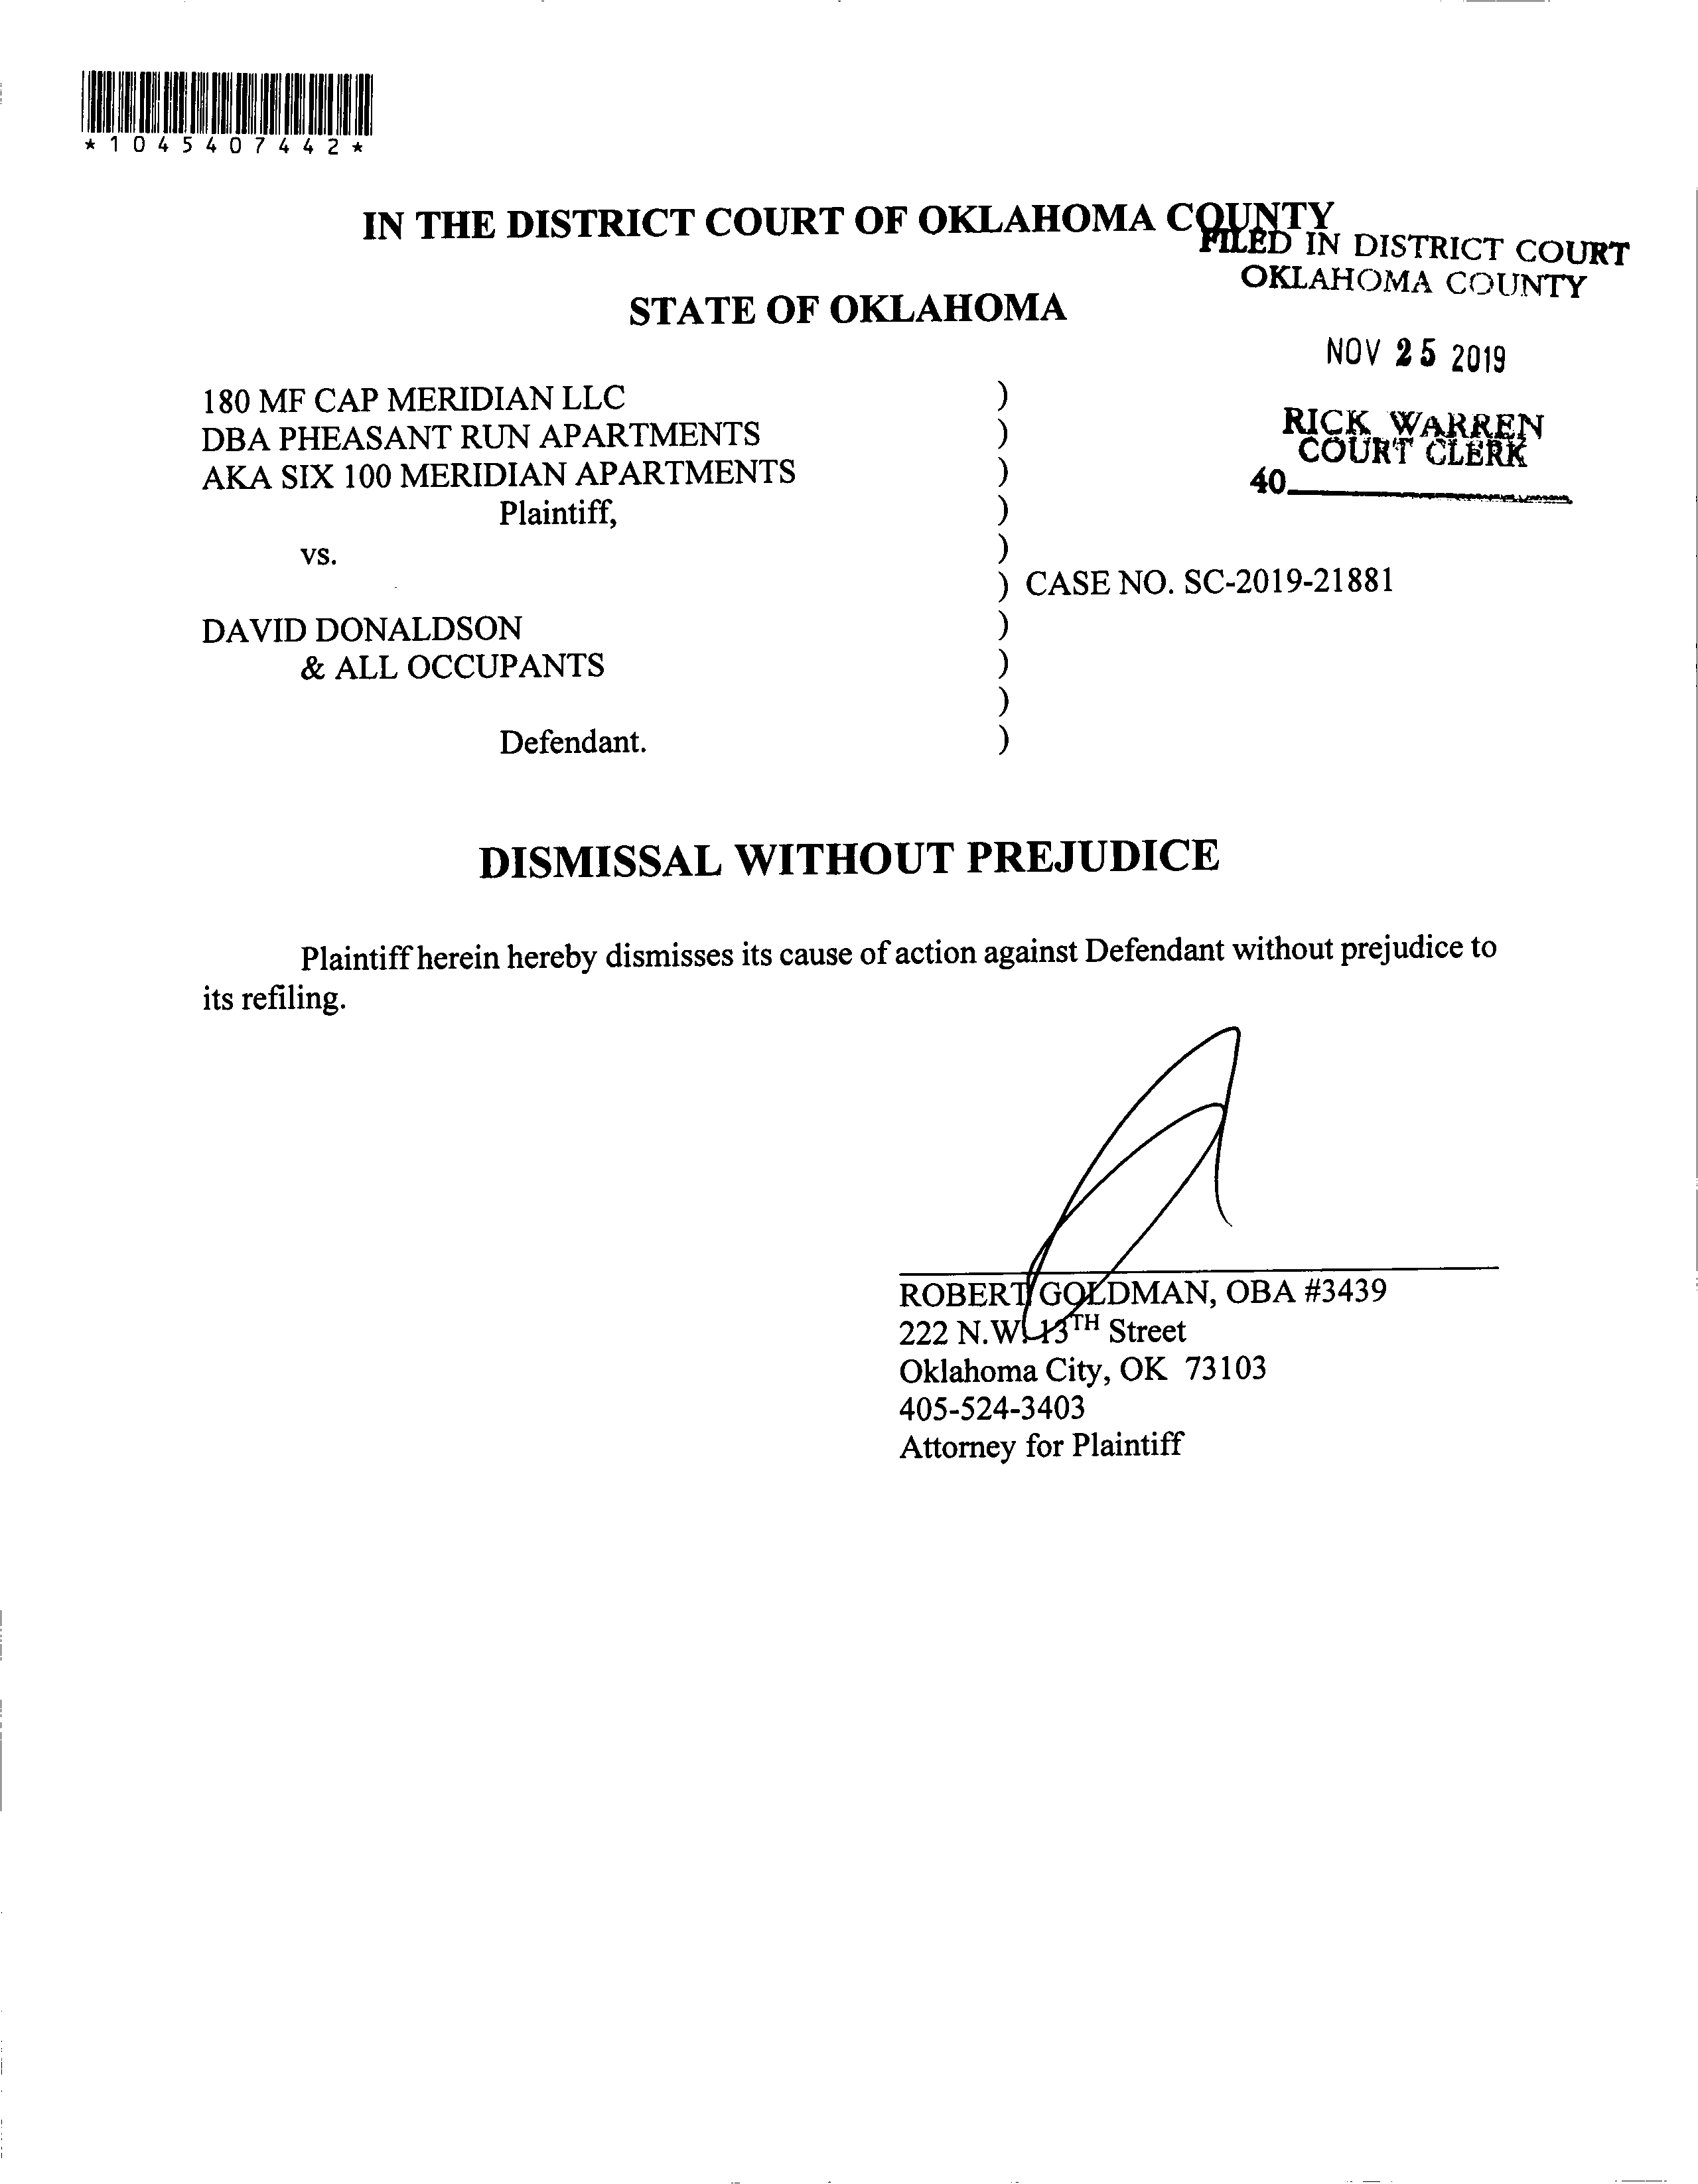 *1045407442*
IN THE DISTRICT COURT OF OKLAHOMA COUNTY
FILED IN DISTRICT COURT
OKLAHOMA COUNTY
STATE OF OKLAHOMA
NOV 25 2019
180 MF CAP MERIDIAN LLC )
DBA PHEASANT RUN APARTMENTS )
AKA SIX 100 MERIDIAN APARTMENTS )
RICK WARREN
COURT CLERK
40
Plaintiff, )
vs. )
) CASE NO. SC-2019-21881
DAVID DONALDSON )
& ALL OCCUPANTS )
)
Defendant. )
DISMISSAL WITHOUT PREJUDICE
Plaintiff herein hereby dismisses its cause of action against Defendant without prejudice to
its refiling.
ROBERT GOLDMAN, OBA #3439
222 N.W. 13TH Street
Oklahoma City, OK 73103
405-524-3403
Attorney for Plaintiff